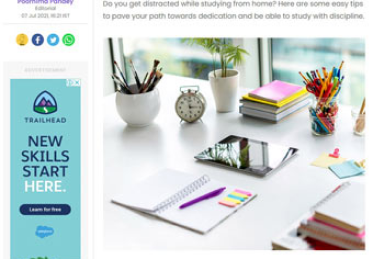 Poornima Pandey
Editorial
07 Jul 2021, 16:21 IST
Do you get distracted while studying from home? Here are some easy tips
to pave your path towards dedication and be able to study with discipline.
ADVERTISEMENT
TRAILHEAD
NEW
SKILLS
START
HERE.
Learn for free
salesforce